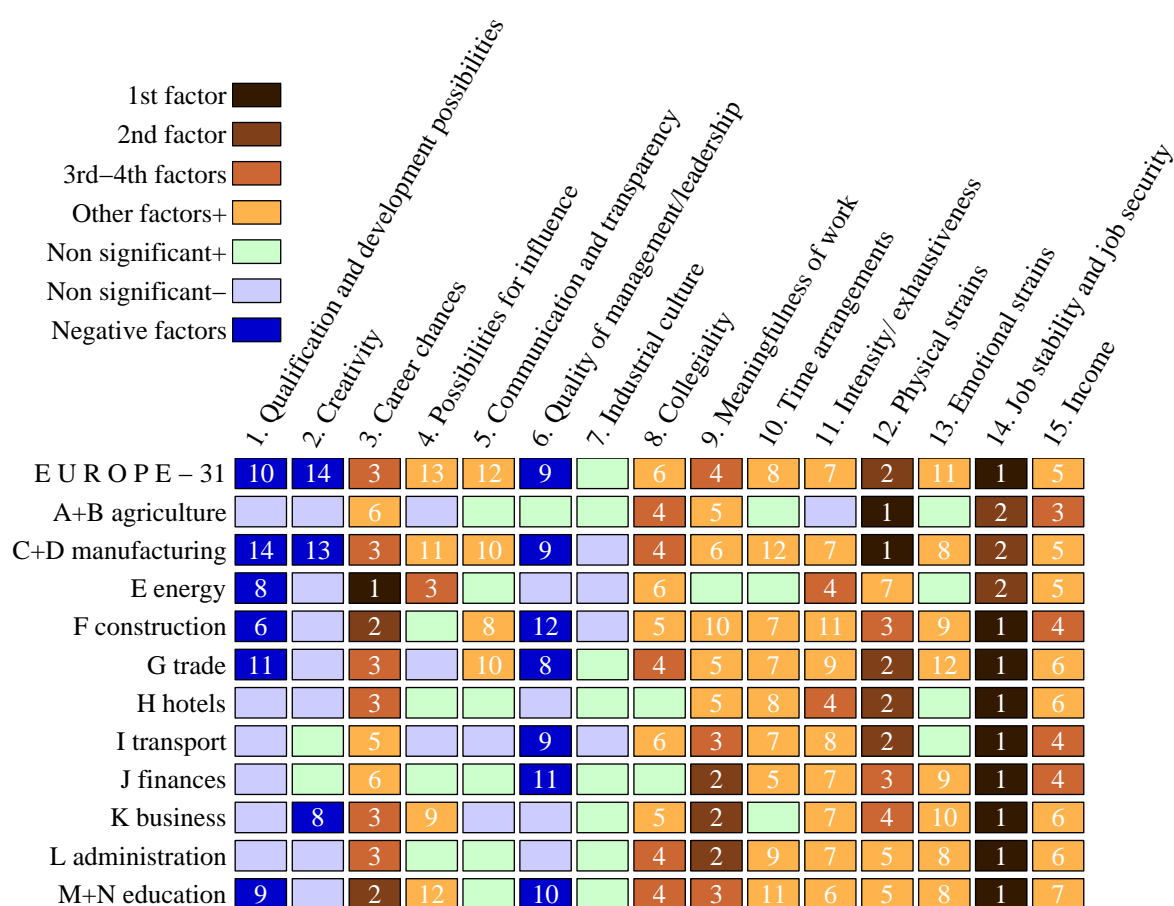 1st factor
2nd factor
3rd−4th factors
Other factors+
Non significant+
Non significant−
Negative factors
1. Qualification and development possibilities
2. Creativity
3. Career chances
4. Possibilities for influence
5. Communication and transparency
6. Quality of management/leadership
7. Industrial culture
8. Collegiality
9. Meaningfulness of work
10. Time arrangements
11. Intensity/ exhaustiveness
12. Physical strains
13. Emotional strains
14. Job stability and job security
15. Income
E U R O P E – 31 10 14 3 13 12 9 6 4 8 7 2 11 1 5
A+B agriculture 6 4 5 1 2 3
C+D manufacturing 14 13 3 11 10 9 4 6 12 7 1 8 2 5
E energy 8 1 3 6 4 7 2 5
F construction 6 2 8 12 5 10 7 11 3 9 1 4
G trade 11 3 10 8 4 5 7 9 2 12 1 6
H hotels 3 5 8 4 2 1 6
I transport 5 9 6 3 7 8 2 1 4
J finances 6 11 2 5 7 3 9 1 4
K business 8 3 9 5 2 7 4 10 1 6
L administration 3 4 2 9 7 5 8 1 6
M+N education 9 2 12 10 4 3 11 6 5 8 1 7